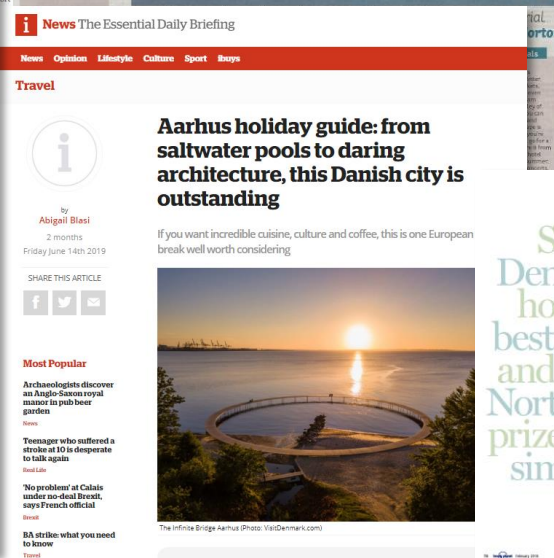 i News The Essential Daily Briefing
News Opinion Lifestyle Culture Sport ibuys
Travel
i
by
Abigail Blasi
2 months
Friday June 14th 2019
SHARE THIS ARTICLE
Most Popular
Archaeologists discover
an Anglo-Saxon royal
manor in pub beer
garden
News
Teenager who suffered a
stroke at 10 is desperate
to talk again
Real Life
'No problem' at Calais
under no-deal Brexit,
says French official
Brexit
BA strike: what you need
to know
Travel
Aarhus holiday guide: from
saltwater pools to daring
architecture, this Danish city is
outstanding
If you want incredible cuisine, culture and coffee, this is one European
break well worth considering
The Infinite Bridge Aarhus (Photo: VisitDenmark.com)
S
Den
ho
best
and
Nort
prize
sin